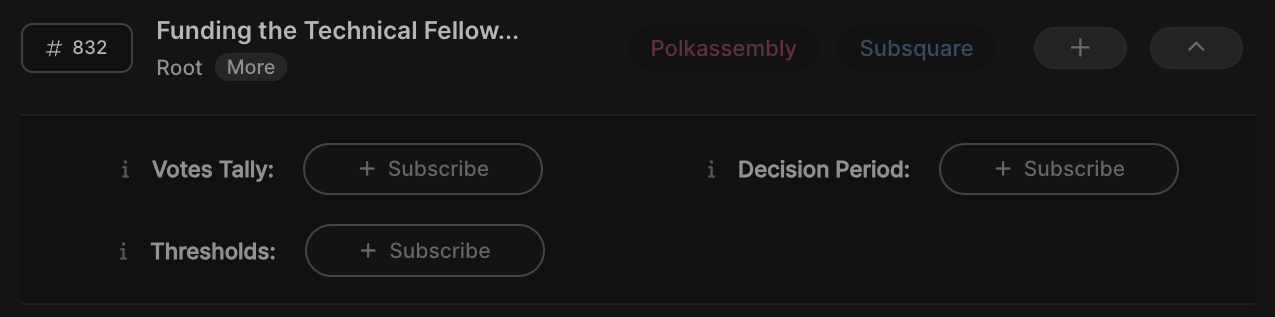 # 832
Funding the Technical Fellow...
Root More
Polkassembly
Subsquare
Votes Tally: + Subscribe
Decision Period: + Subscribe
Thresholds: + Subscribe